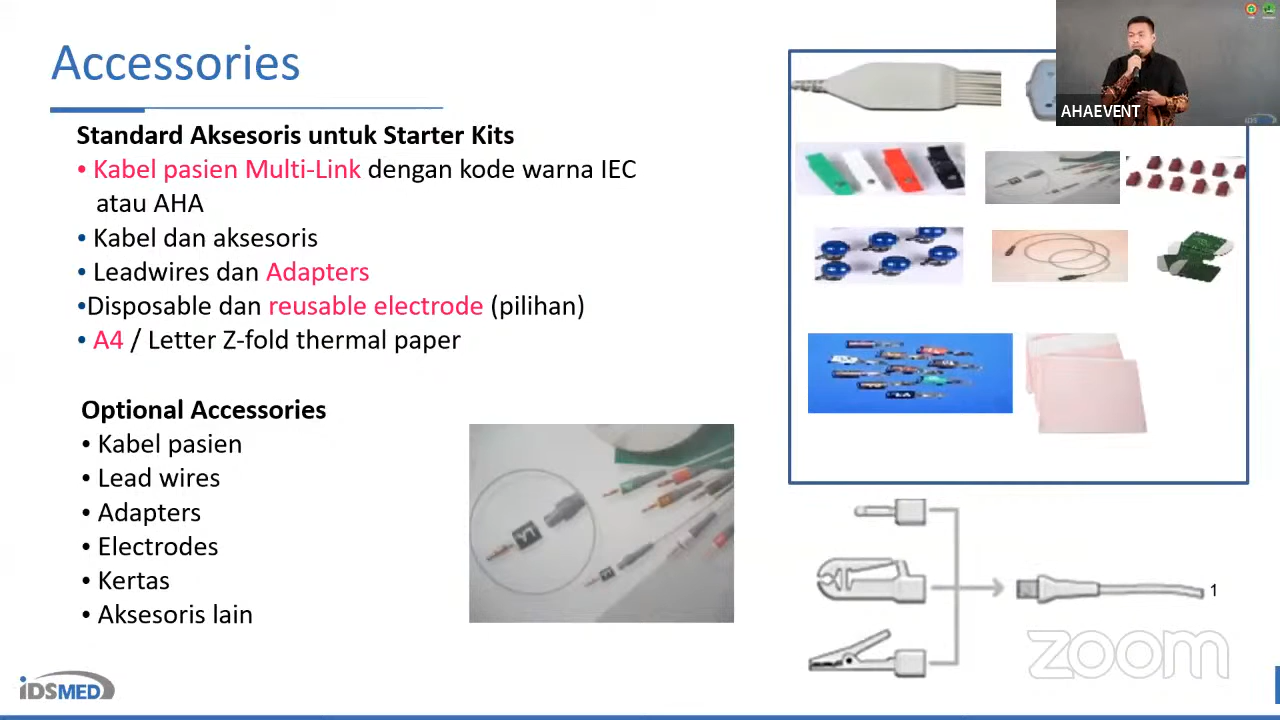 Accessories
Standard Aksesoris untuk Starter Kits
• Kabel pasien Multi-Link dengan kode warna IEC
atau AHA
• Kabel dan aksesoris
• Leadwires dan Adapters
•Disposable dan reusable electrode (pilihan)
• A4 / Letter Z-fold thermal paper
Optional Accessories
• Kabel pasien
• Lead wires
• Adapters
• Electrodes
• Kertas
• Aksesoris lain
AHAEVENT
1
zoom
iDSMED